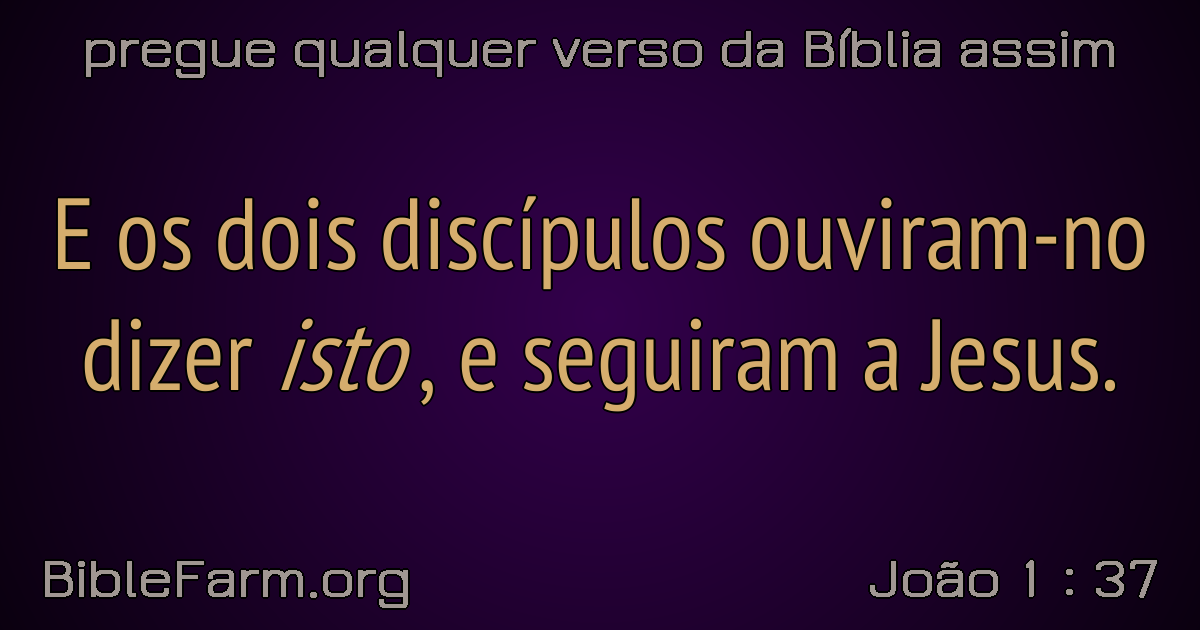 pregue qualquer verso da Bíblia assim
E os dois discípulos ouviram-no
dizer isto, e seguiram a Jesus.
BibleFarm.org
João 1 : 37